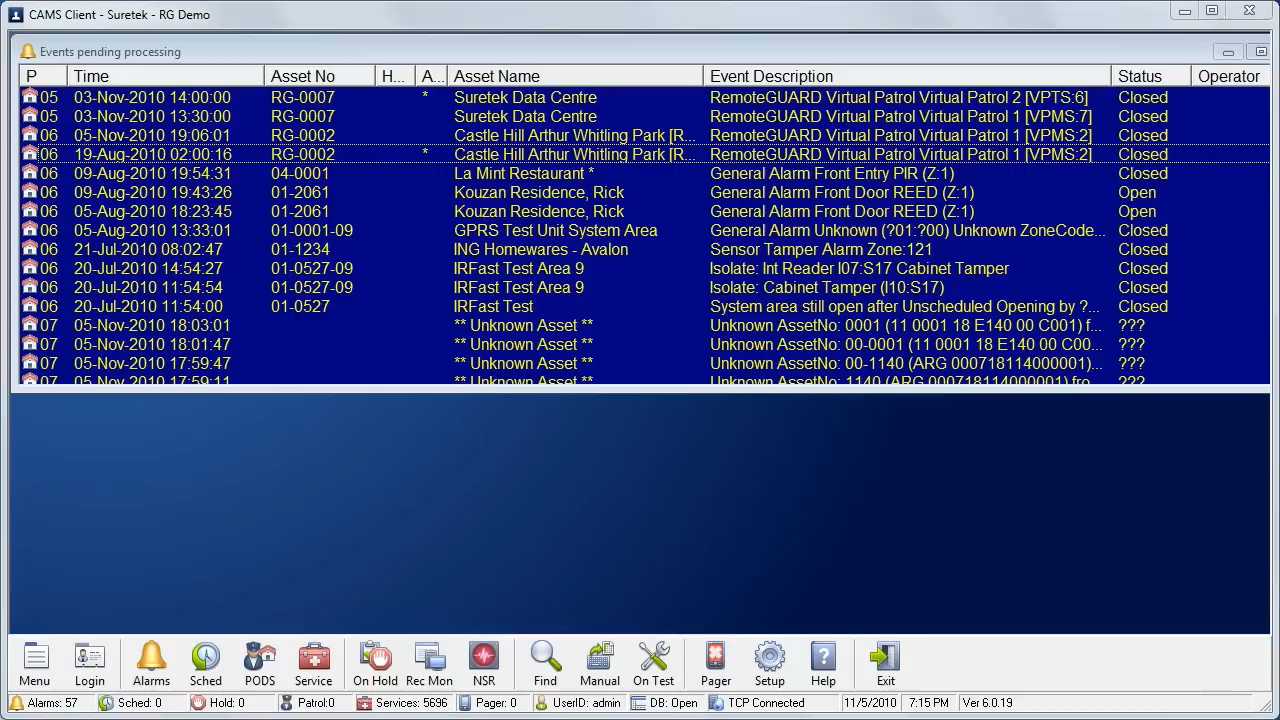 CAMS Client - Suretek - RG Demo
Events pending processing
P Time Asset No H... A... Asset Name Event Description Status Operator
05 03-Nov-2010 14:00:00 RG-0007 * Suretek Data Centre RemoteGUARD Virtual Patrol Virtual Patrol 2 [VPTS:6] Closed
05 03-Nov-2010 13:30:00 RG-0007 Suretek Data Centre RemoteGUARD Virtual Patrol Virtual Patrol 1 [VPMS:7] Closed
06 05-Nov-2010 19:06:01 RG-0002 Castle Hill Arthur Whitling Park [R... RemoteGUARD Virtual Patrol Virtual Patrol 1 [VPMS:2] Closed
06 19-Aug-2010 02:00:16 RG-0002 * Castle Hill Arthur Whitling Park [R... RemoteGUARD Virtual Patrol Virtual Patrol 1 [VPMS:2] Closed
06 09-Aug-2010 19:54:31 04-0001 La Mint Restaurant * General Alarm Front Entry PIR (Z:1) Closed
06 09-Aug-2010 19:43:26 01-2061 Kouzan Residence, Rick General Alarm Front Door REED (Z:1) Open
06 05-Aug-2010 18:23:45 01-2061 Kouzan Residence, Rick General Alarm Front Door REED (Z:1) Open
06 05-Aug-2010 13:33:01 01-0001-09 GPRS Test Unit System Area General Alarm Unknown (?01:?00) Unknown ZoneCode... Closed
06 21-Jul-2010 08:02:47 01-1234 ING Homewares - Avalon Sensor Tamper Alarm Zone:121 Closed
06 20-Jul-2010 14:54:27 01-0527-09 IRFast Test Area 9 Isolate: Int Reader I07:S17 Cabinet Tamper Closed
06 20-Jul-2010 11:54:54 01-0527-09 IRFast Test Area 9 Isolate: Cabinet Tamper (I10:S17) Closed
06 20-Jul-2010 11:54:00 01-0527 IRFast Test System area still open after Unscheduled Opening by ?... Closed
07 05-Nov-2010 18:03:01 ** Unknown Asset ** Unknown AssetNo: 0001 (11 0001 18 E140 00 C001) f... ???
07 05-Nov-2010 18:01:47 ** Unknown Asset ** Unknown AssetNo: 00-0001 (11 0001 18 E140 00 C00... ???
07 05-Nov-2010 17:59:47 ** Unknown Asset ** Unknown AssetNo: 00-1140 (ARG 000718114000001)... ???
07 05-Nov-2010 17:59:11 ** Unknown Asset ** Unknown AssetNo: 1140 (ARG 000718114000001) fro... ???
Menu Login Alarms Sched PODS Service On Hold Rec Mon NSR Find Manual On Test Pager Setup Help Exit
Alarms: 57 Sched: 0 Hold: 0 Patrol:0 Services: 5696 Pager: 0 UserID: admin DB: Open TCP Connected 11/5/2010 7:15 PM Ver 6.0.19